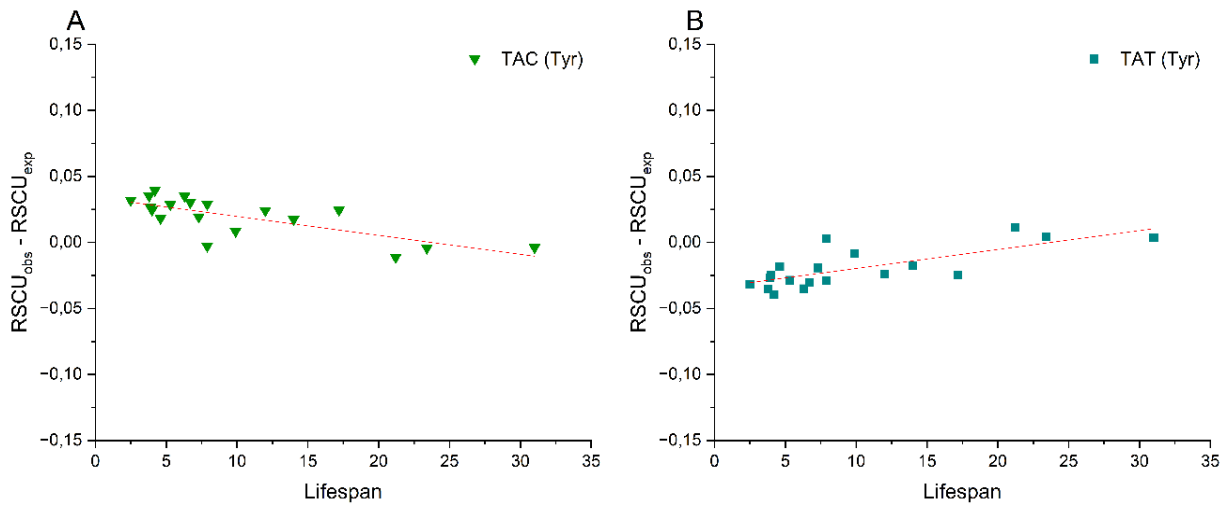 A
0,15
0,10
0,05
0,00
−0,05
−0,10
−0,15
RSCUobs - RSCUexp
TAC (Tyr)
0 5 10 15 20 25 30 35
Lifespan
B
0,15
0,10
0,05
0,00
−0,05
−0,10
−0,15
RSCUobs - RSCUexp
TAT (Tyr)
0 5 10 15 20 25 30 35
Lifespan